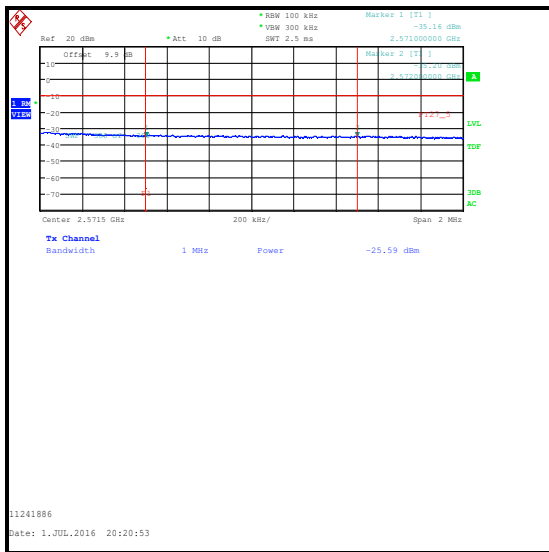 R S
* RBW 100 kHz Marker 1 [T1 ]
* VBW 300 kHz -35.16 dBm
Ref 20 dBm * Att 10 dB SWT 2.5 ms 2.571000000 GHz
Offset 9.9 dB Marker 2 [T1 ]
-35.20 dBm
2.572000000 GHz
A
10
0
-10
-20
-30
-40
-50
-60
-70
1 RM *
VIEW
P127_5
LVL
TDF
3DB
AC
Center 2.5715 GHz 200 kHz/ Span 2 MHz
Tx Channel
Bandwidth 1 MHz Power -25.59 dBm
11241886
Date: 1.JUL.2016 20:20:53